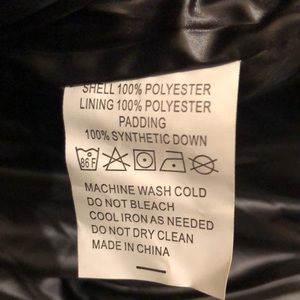 SHELL 100% POLYESTER
LINING 100% POLYESTER
PADDING
100% SYNTHETIC DOWN
86 F
MACHINE WASH COLD
DO NOT BLEACH
COOL IRON AS NEEDED
DO NOT DRY CLEAN
MADE IN CHINA